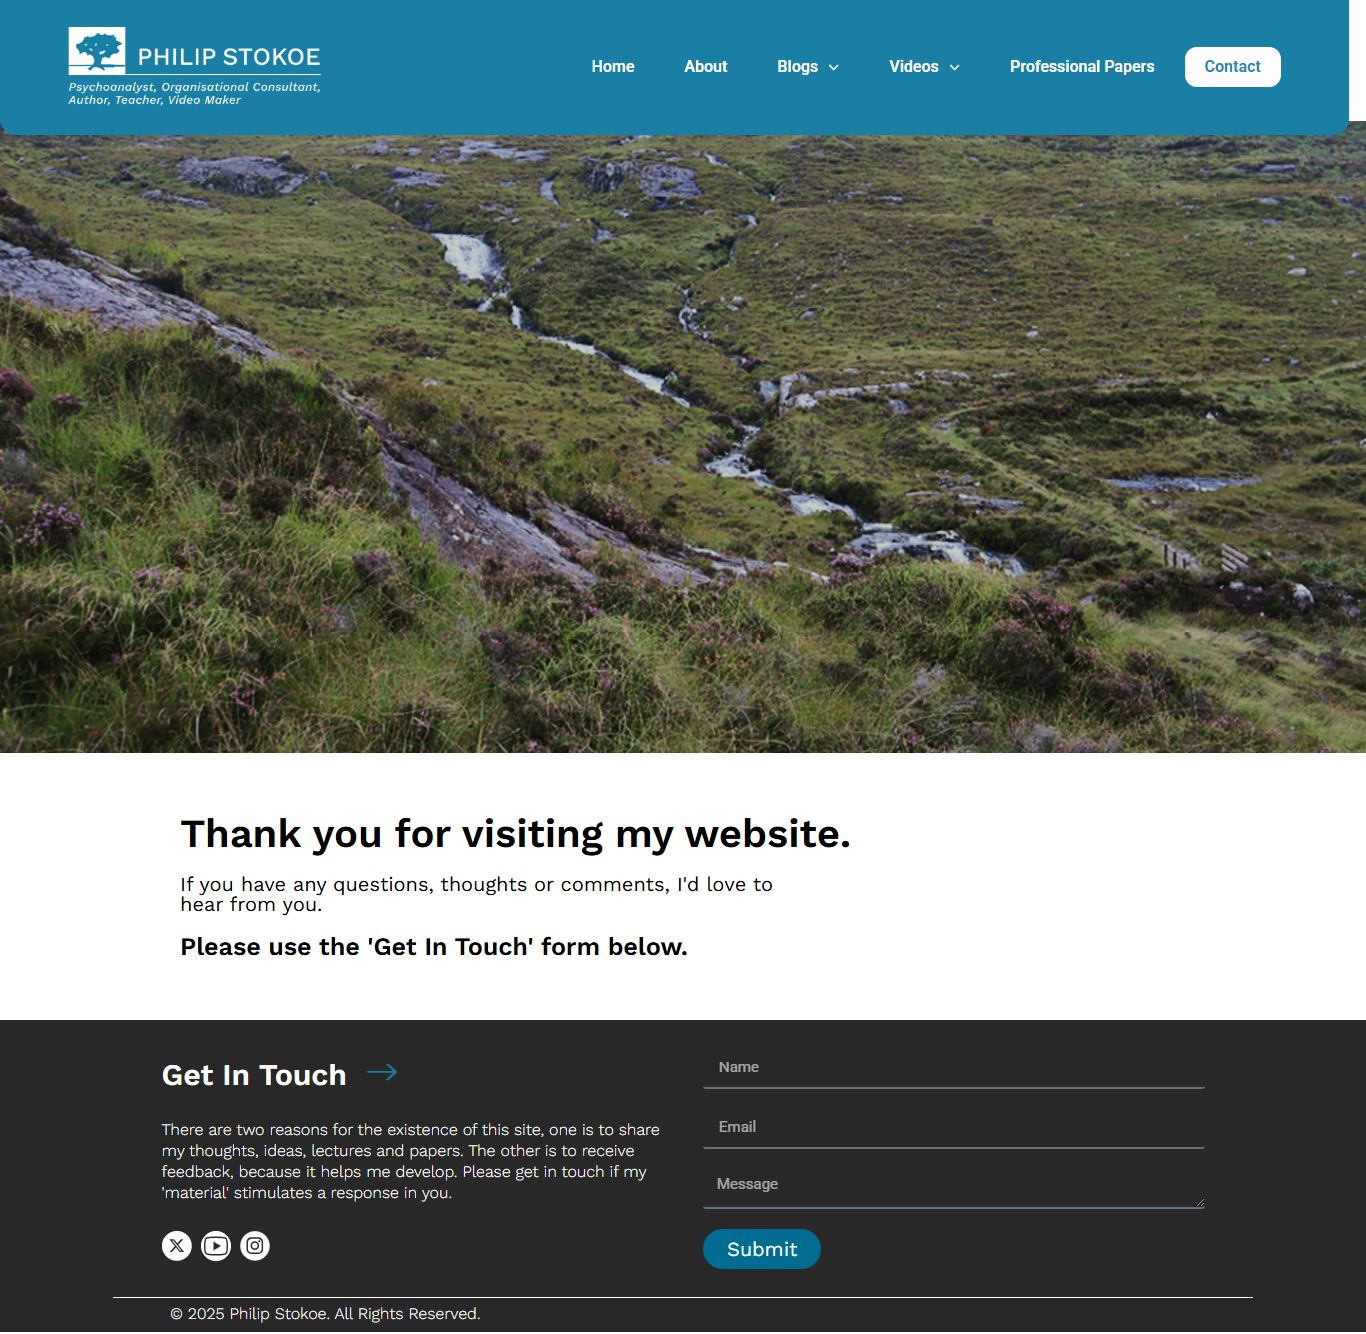 PHILIP STOKOE
Psychoanalyst, Organisational Consultant,
Author, Teacher, Video Maker
Home
About
Blogs
Videos
Professional Papers
Contact
Thank you for visiting my website.
If you have any questions, thoughts or comments, I'd love to
hear from you.
Please use the 'Get In Touch' form below.
Get In Touch
There are two reasons for the existence of this site, one is to share
my thoughts, ideas, lectures and papers. The other is to receive
feedback, because it helps me develop. Please get in touch if my
'material' stimulates a response in you.
Name
Email
Message
Submit
© 2025 Philip Stokoe. All Rights Reserved.